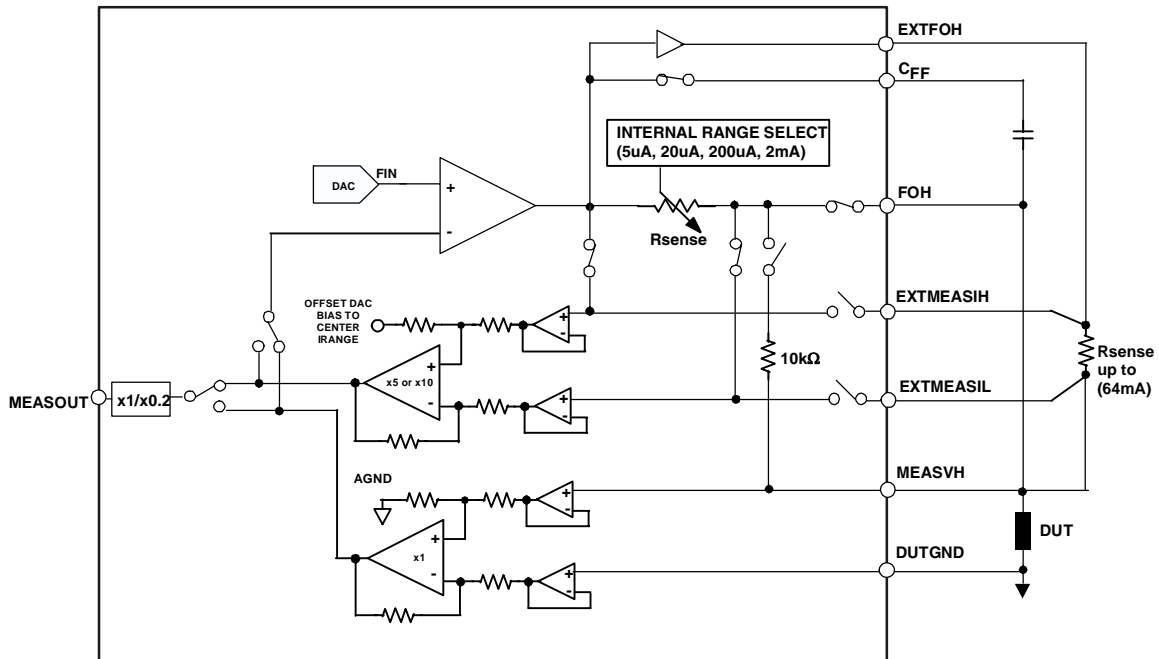 EXTFOH
CFF
INTERNAL RANGE SELECT
(5uA, 20uA, 200uA, 2mA)
DAC
FIN
+
-
FOH
Rsense
OFFSET DAC
BIAS TO
CENTER
IRANGE
+
-
EXTMEASIH
+
x5 or x10
-
10kΩ
Rsense
up to
(64mA)
MEASOUT
x1/x0.2
+
-
EXTMEASIL
AGND
+
-
MEASVH
+
x1
-
DUT
+
-
DUTGND